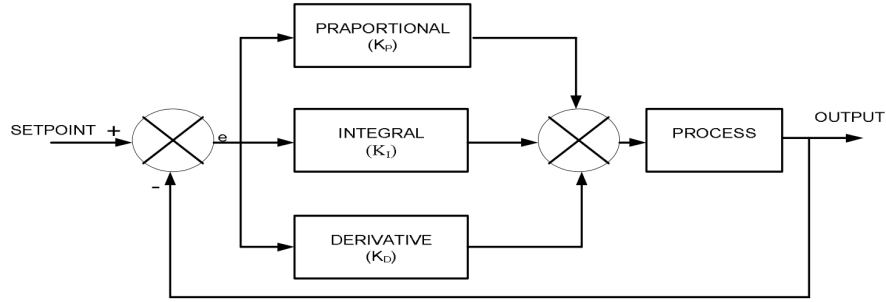 PRAPORTIONAL
(KP)
SETPOINT +
e
INTEGRAL
(KI)
PROCESS
OUTPUT
-
DERIVATIVE
(KD)